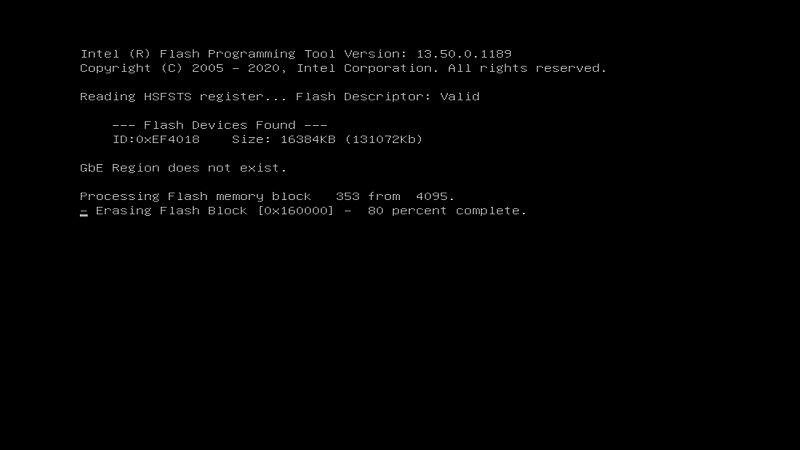 Intel (R) Flash Programming Tool Version: 13.50.0.1189
Copyright (C) 2005 - 2020, Intel Corporation. All rights reserved.
Reading HSFSTS register... Flash Descriptor: Valid
--- Flash Devices Found ---
ID:0xEF4018    Size: 16384KB (131072Kb)
GbE Region does not exist.
Processing Flash memory block   353 from  4095.
- Erasing Flash Block [0x160000] -  80 percent complete.